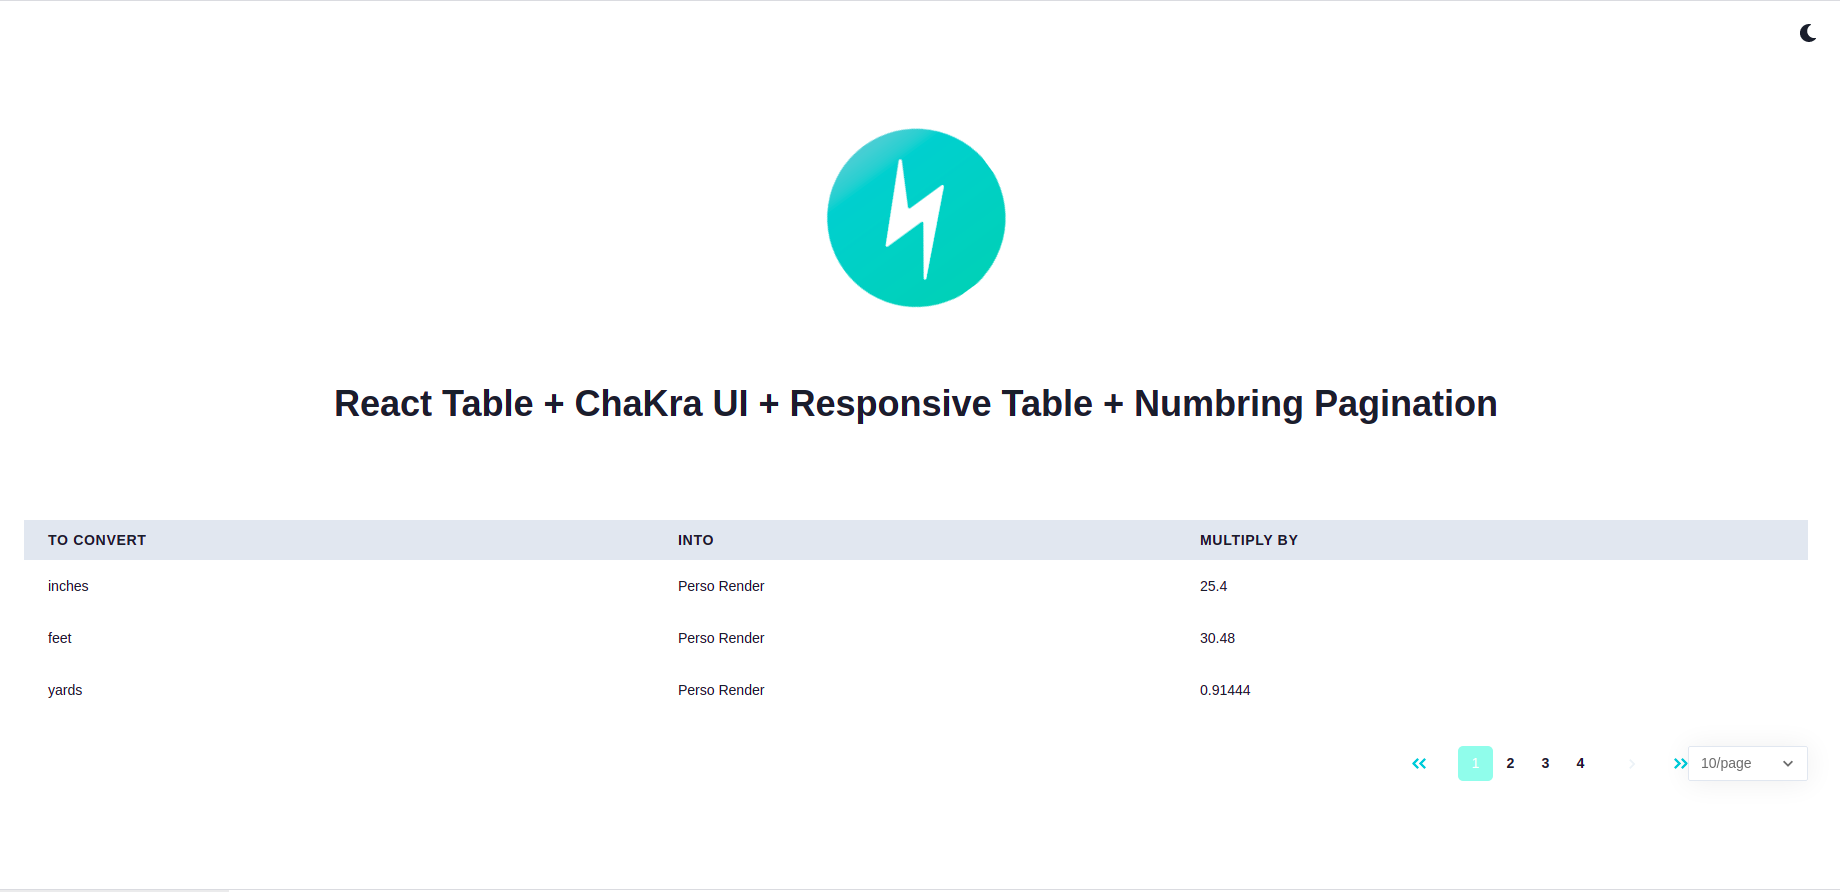 React Table + ChaKra UI + Responsive Table + Numbring Pagination
TO CONVERT INTO MULTIPLY BY
inches Perso Render 25.4
feet Perso Render 30.48
yards Perso Render 0.91444
1 2 3 4 10/page